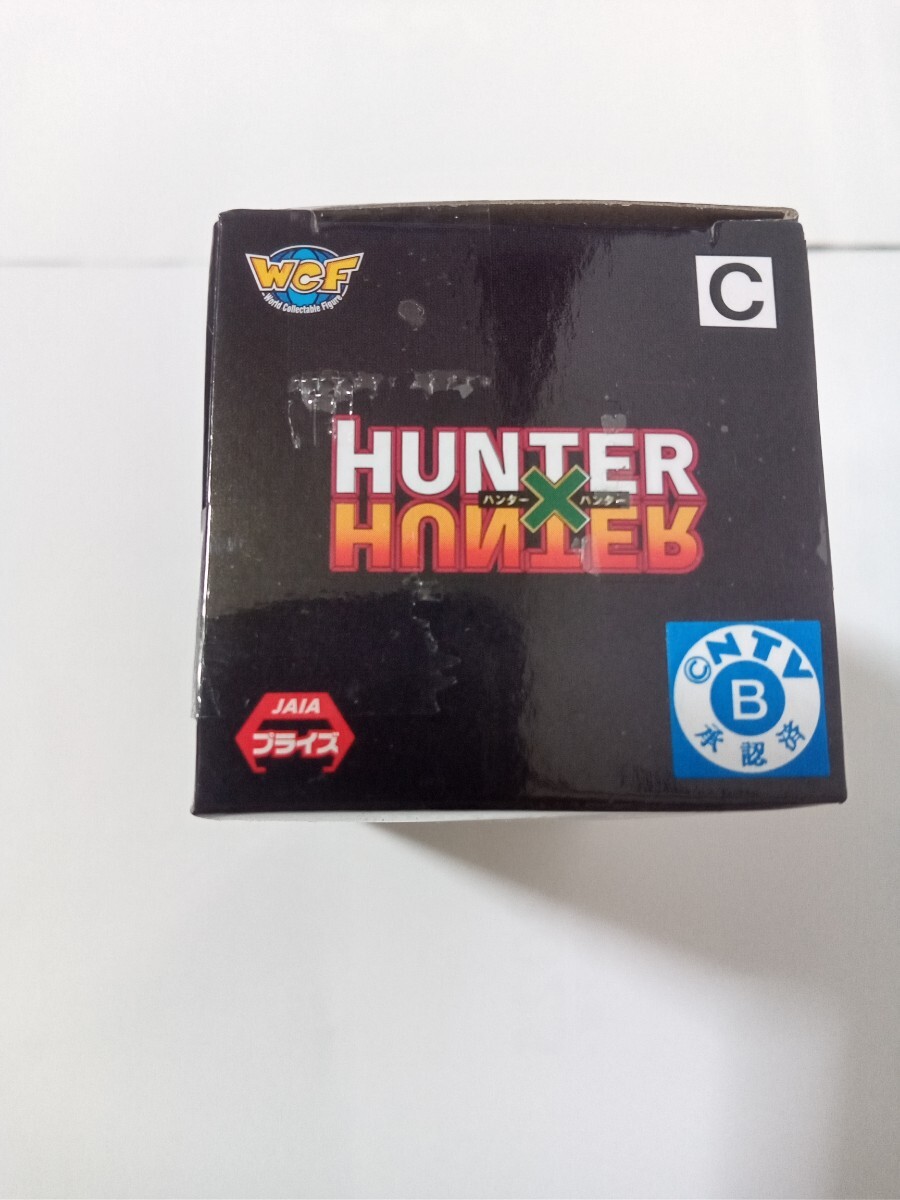 WCF
World Collectable Figure
C
HUNTER
ハンター × ハンター
HUNTER
JAIA
プライズ
©NTV
B
承認済